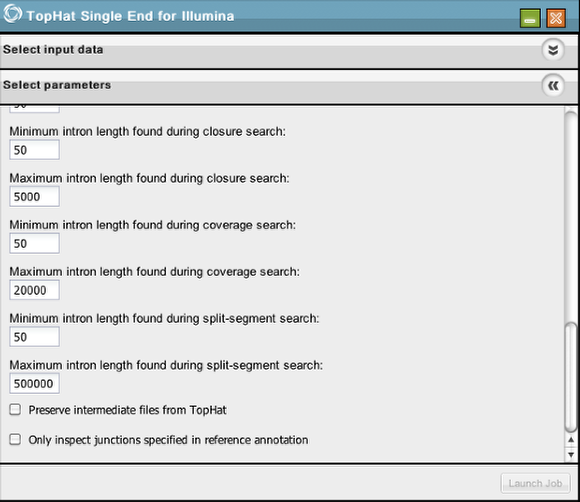 TopHat Single End for Illumina
Select input data
Select parameters
Minimum intron length found during closure search:
50
Maximum intron length found during closure search:
5000
Minimum intron length found during coverage search:
50
Maximum intron length found during coverage search:
20000
Minimum intron length found during split-segment search:
50
Maximum intron length found during split-segment search:
500000
Preserve intermediate files from TopHat
Only inspect junctions specified in reference annotation
Launch Job